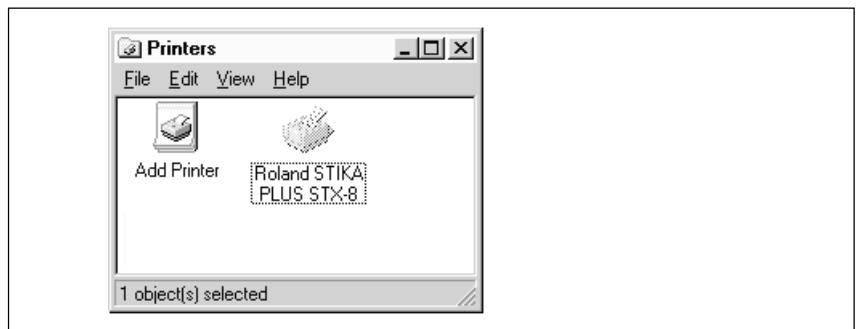 Printers
File Edit View Help
Add Printer
Roland STIKA
PLUS STX-8
1 object(s) selected